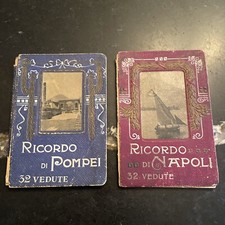 RICORDO
DI POMPEI
32 VEDUTE
RICORDO
DI NAPOLI
32 VEDUTE